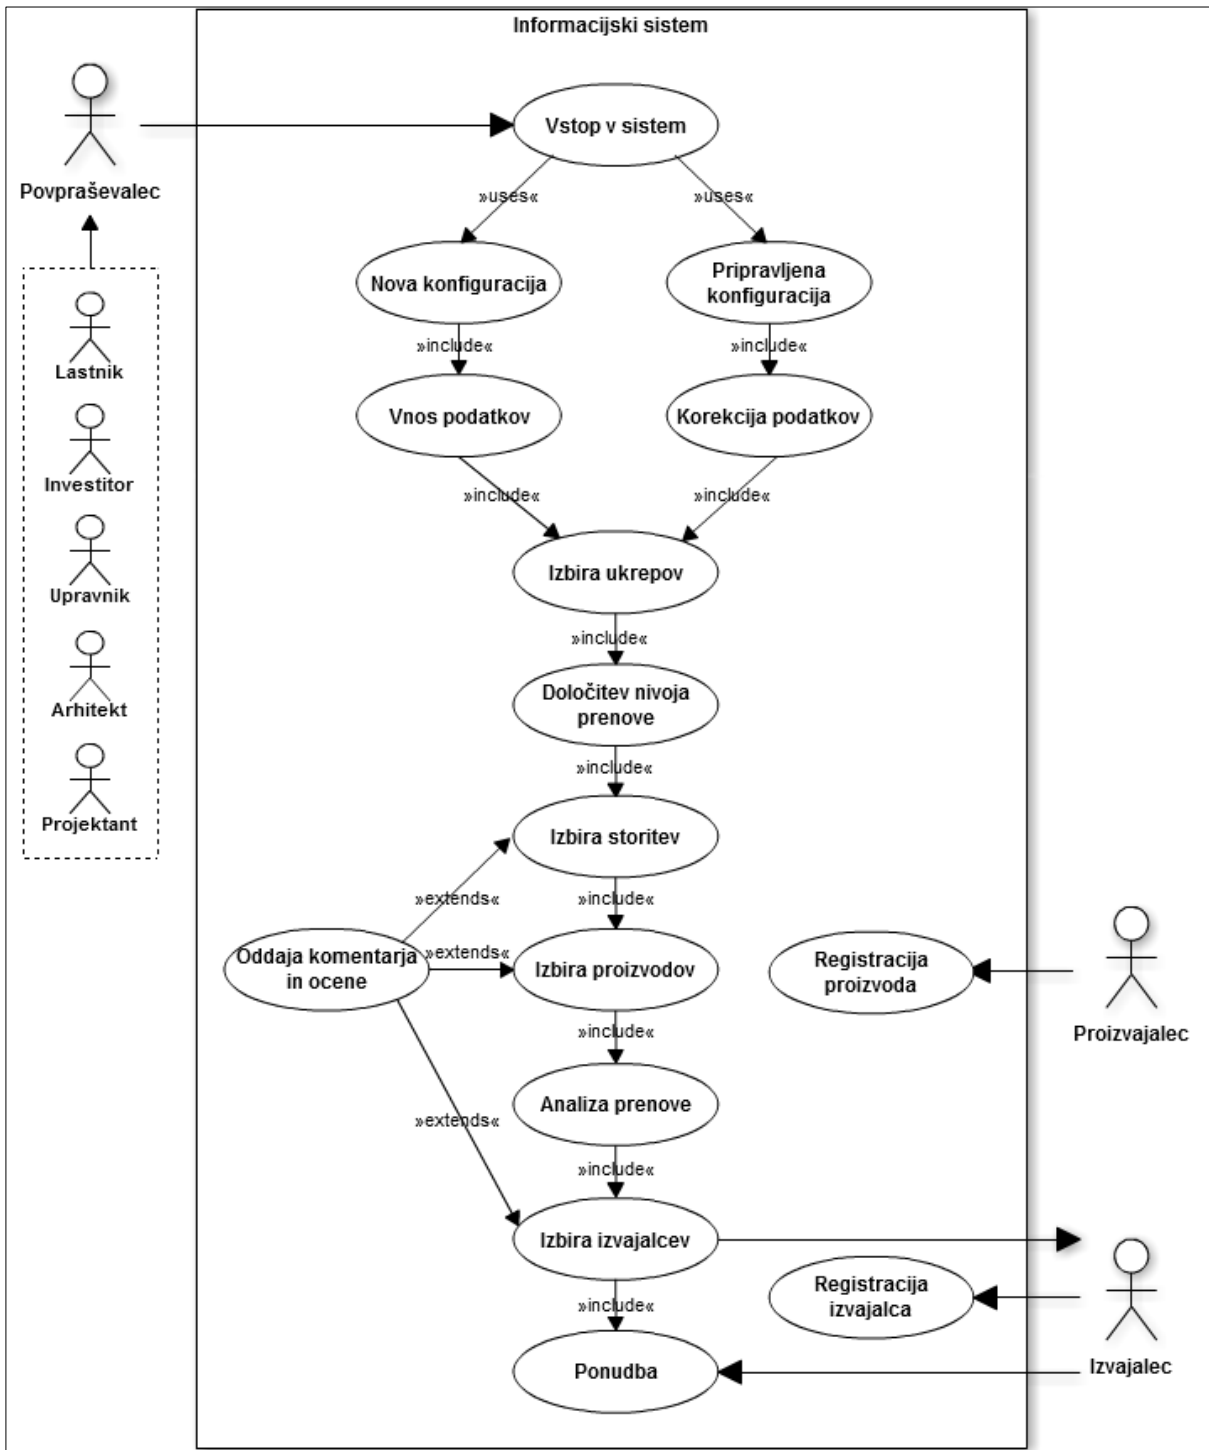 Informacijski sistem
Vstop v sistem
Povpraševalec
»uses«
»uses«
Nova konfiguracija
Pripravljena
konfiguracija
Lastnik
»include«
»include«
Vnos podatkov
Korekcija podatkov
Investitor
»include«
»include«
Izbira ukrepov
Upravnik
»include«
Določitev nivoja
prenove
Arhitekt
»include«
Projektant
Izbira storitev
»extends«
»include«
Oddaja komentarja
in ocene
»extends«
Izbira proizvodov
Registracija
proizvoda
Proizvajalec
»include«
Analiza prenove
»extends«
»include«
Izbira izvajalcev
Registracija
izvajalca
»include«
Izvajalec
Ponudba